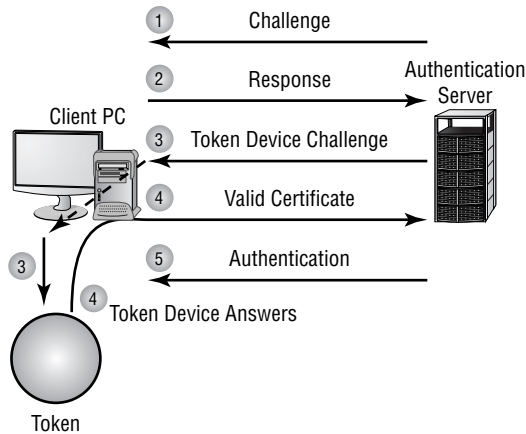 1 Challenge
2 Response
Authentication
Server
Client PC
3 Token Device Challenge
4 Valid Certificate
5 Authentication
3
4 Token Device Answers
Token